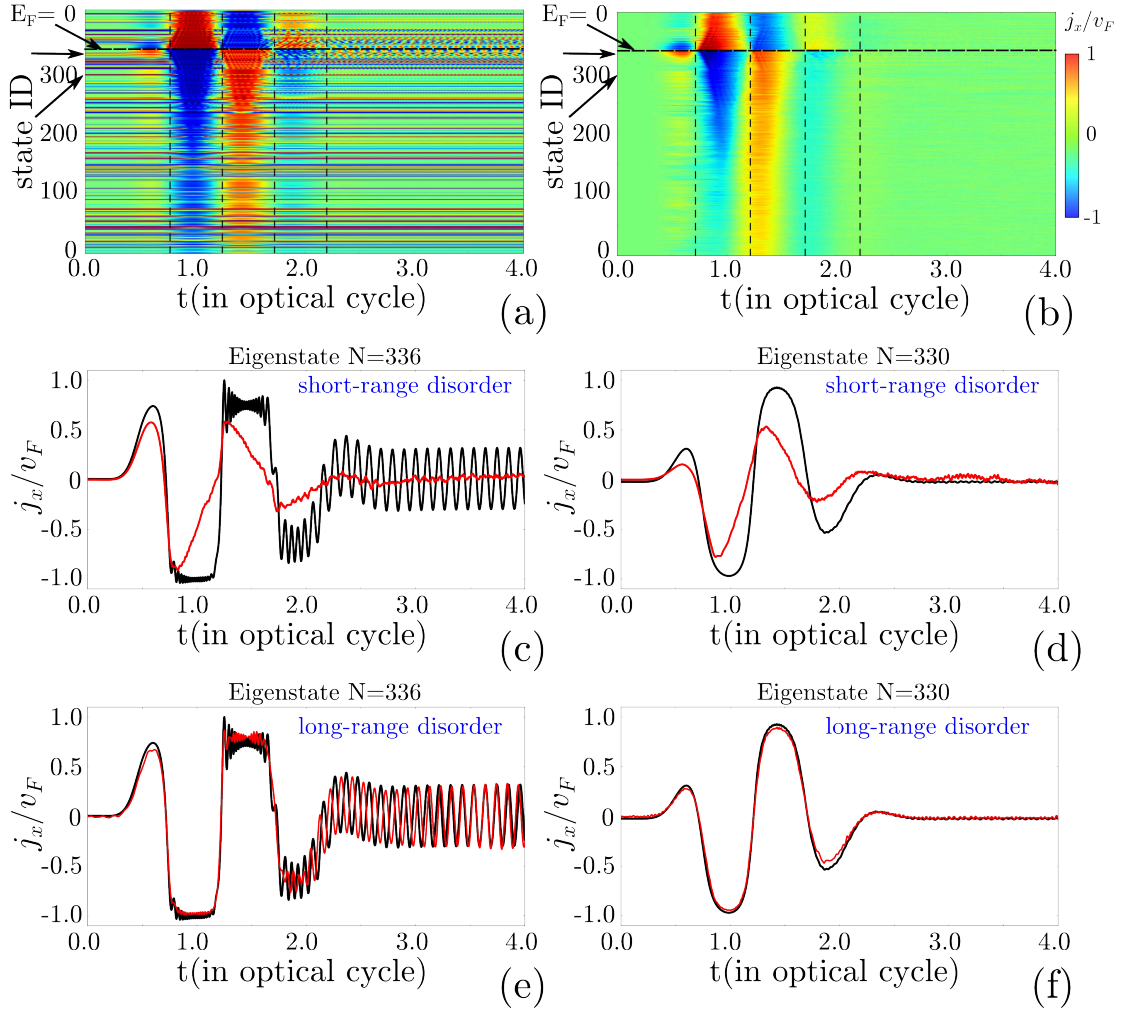 E_F=
0
300
200
100
0
state ID
0.0 1.0 2.0 3.0 4.0
t(in optical cycle)
(a)
E_F=
0
300
200
100
0
state ID
0.0 1.0 2.0 3.0 4.0
t(in optical cycle)
(b)
j_x/v_F
1
0
-1
Eigenstate N=336
short-range disorder
1.0
0.5
0
-0.5
-1.0
j_x/v_F
0.0 1.0 2.0 3.0 4.0
t(in optical cycle)
(c)
Eigenstate N=330
short-range disorder
1.0
0.5
0
-0.5
-1.0
j_x/v_F
0.0 1.0 2.0 3.0 4.0
t(in optical cycle)
(d)
Eigenstate N=336
long-range disorder
1.0
0.5
0
-0.5
-1.0
j_x/v_F
0.0 1.0 2.0 3.0 4.0
t(in optical cycle)
(e)
Eigenstate N=330
long-range disorder
1.0
0.5
0
-0.5
-1.0
j_x/v_F
0.0 1.0 2.0 3.0 4.0
t(in optical cycle)
(f)